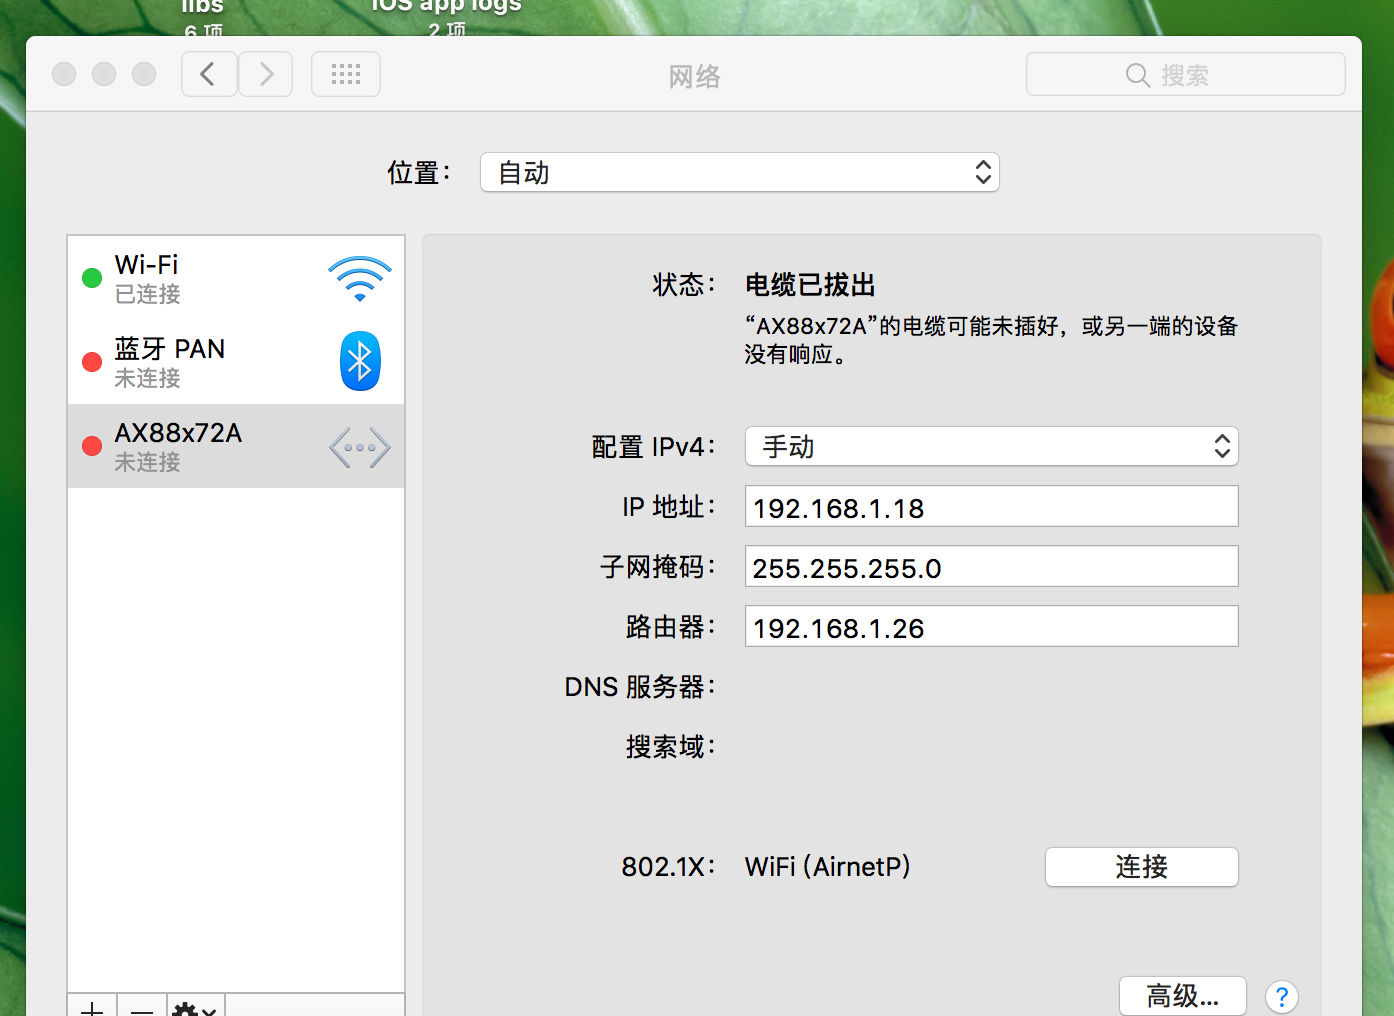 libs
iOS app logs
6 项
2 项
网络
搜索
位置：
自动
Wi-Fi
已连接
蓝牙 PAN
未连接
AX88x72A
未连接
状态：
电缆已拔出
“AX88x72A”的电缆可能未插好，或另一端的设备
没有响应。
配置 IPv4：
手动
IP 地址：
192.168.1.18
子网掩码：
255.255.255.0
路由器：
192.168.1.26
DNS 服务器：
搜索域：
802.1X：
WiFi (AirnetP)
连接
高级...
?